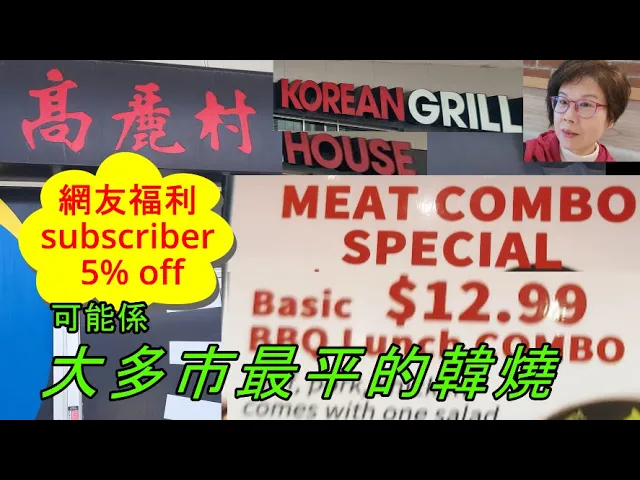 高麗村
KOREAN GRILL
HOUSE
網友福利
subscriber
5% off
MEAT COMBO
SPECIAL
Basic $12.99
BBQ Lunch COMBO
可能係
大多市最平的韓燒
comes with one salad